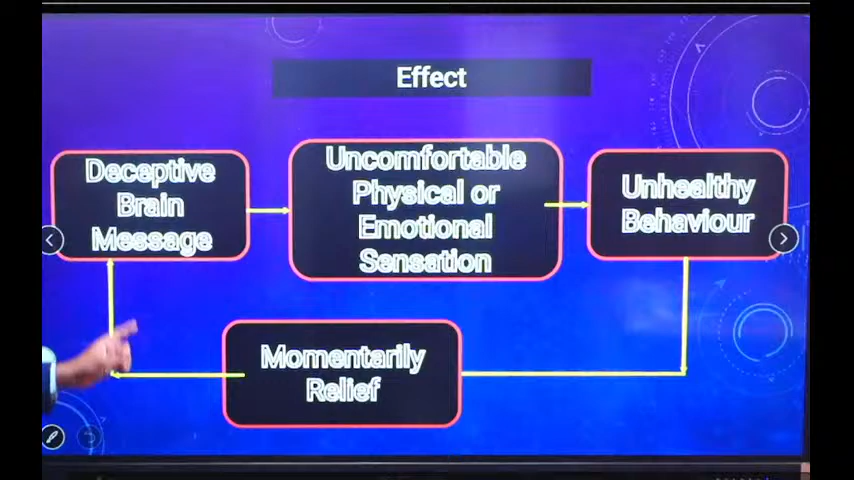 Effect
Deceptive
Brain
Message
Uncomfortable
Physical or
Emotional
Sensation
Unhealthy
Behaviour
Momentarily
Relief